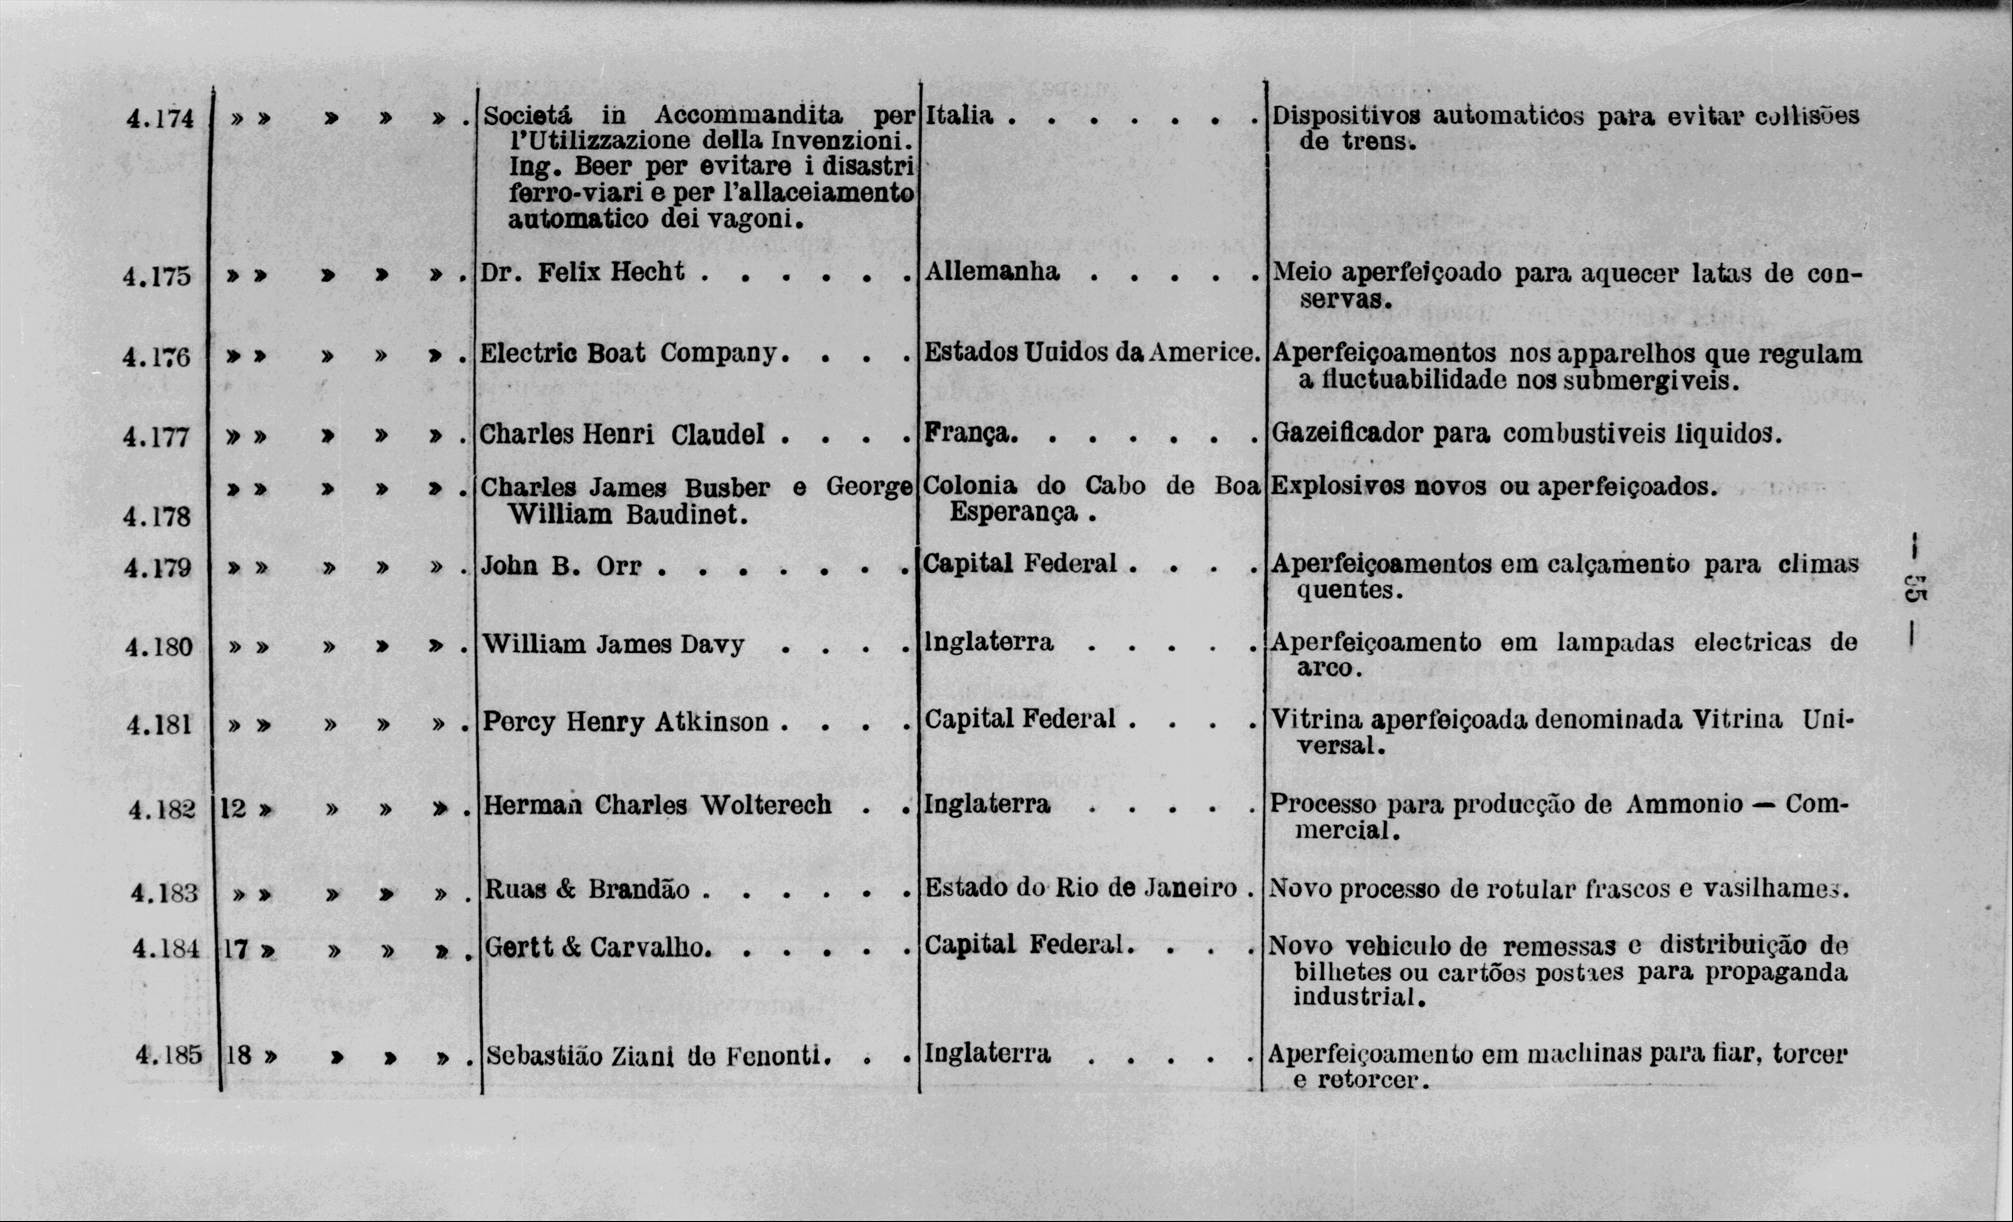 4.174 » » » » » . Societá in Accommandita per Italia . . . . . . . Dispositivos automaticos para evitar collisões
l'Utilizzazione della Invenzioni. de trens.
Ing. Beer per evitare i disastri
ferro-viari e per l'allaceiamento
automatico dei vagoni.
4.175 » » » » » . Dr. Felix Hecht . . . . . . Allemanha . . . . . Meio aperfeiçoado para aquecer latas de con-
servas.
4.176 » » » » » . Electric Boat Company. . . . Estados Unidos da Americe. Aperfeiçoamentos nos apparelhos que regulam
a fluctuabilidade nos submergiveis.
4.177 » » » » » . Charles Henri Claudel . . . . França. . . . . . . Gazeificador para combustiveis liquidos.
» » » » » . Charles James Busber e George Colonia do Cabo de Boa Explosivos novos ou aperfeiçoados.
4.178 William Baudinet. Esperança .
4.179 » » » » » . John B. Orr . . . . . . . Capital Federal . . . . Aperfeiçoamentos em calçamento para climas
quentes.
4.180 » » » » » . William James Davy . . . . Inglaterra . . . . . Aperfeiçoamento em lampadas electricas de
arco.
4.181 » » » » » . Percy Henry Atkinson . . . . Capital Federal . . . . Vitrina aperfeiçoada denominada Vitrina Uni-
versal.
4.182 12 » » » » . Herman Charles Wolterech . . Inglaterra . . . . . Processo para producção de Ammonio — Com-
mercial.
4.183 » » » » » . Ruas & Brandão . . . . . . Estado do Rio de Janeiro . Novo processo de rotular frascos e vasilhames.
4.184 17 » » » » . Gertt & Carvalho. . . . . . Capital Federal. . . . Novo vehiculo de remessas e distribuição de
bilhetes ou cartões postaes para propaganda
industrial.
4.185 18 » » » » . Sebastião Ziani de Fenonti. . . Inglaterra . . . . . Aperfeiçoamento em machinas para fiar, torcer
e retorcer.
— 55 —